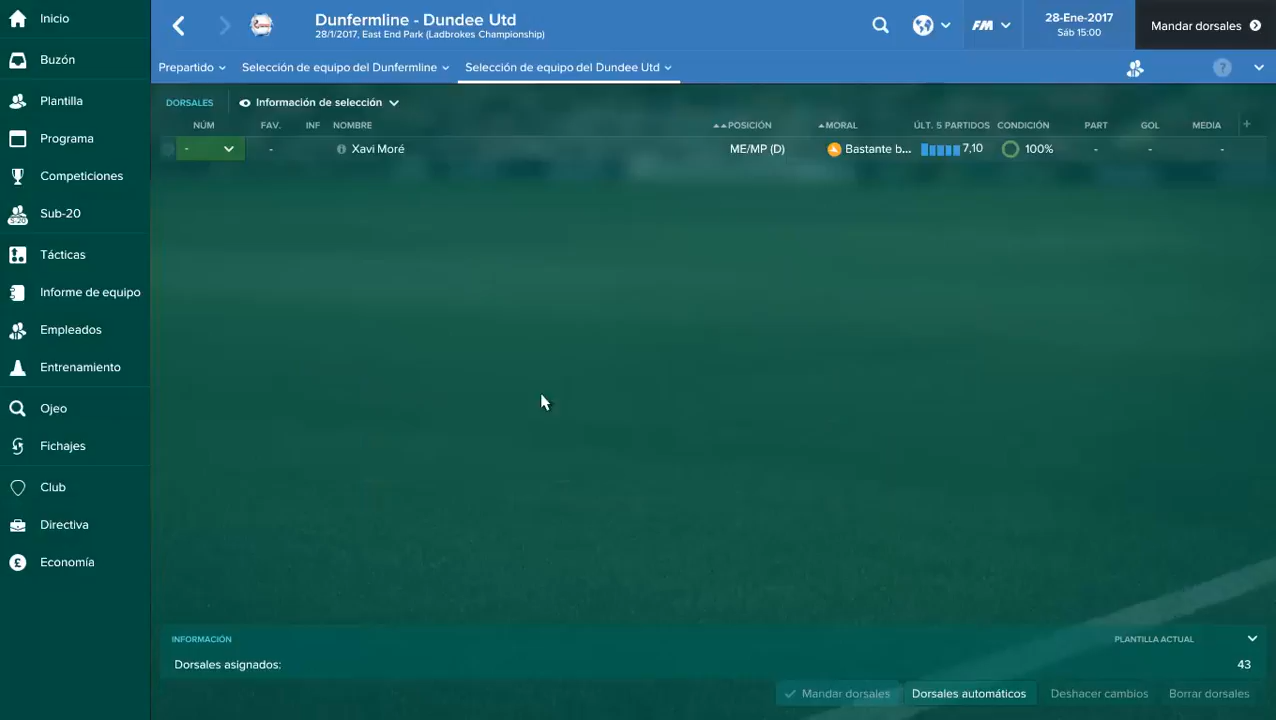 Inicio
Buzón
Plantilla
Programa
Competiciones
Sub-20
Tácticas
Informe de equipo
Empleados
Entrenamiento
Ojeo
Fichajes
Club
Directiva
Economía
Dunfermline - Dundee Utd
28/1/2017, East End Park (Ladbrokes Championship)
FM
28-Ene-2017
Sáb 15:00
Mandar dorsales
Prepartido Selección de equipo del Dunfermline Selección de equipo del Dundee Utd ?
DORSALES Información de selección
NÚM FAV. INF NOMBRE POSICIÓN MORAL ÚLT. 5 PARTIDOS CONDICIÓN PART GOL MEDIA +
- - Xavi Moré ME/MP (D) Bastante b... 7,10 100% - - -
INFORMACIÓN PLANTILLA ACTUAL
Dorsales asignados: 43
Mandar dorsales Dorsales automáticos Deshacer cambios Borrar dorsales